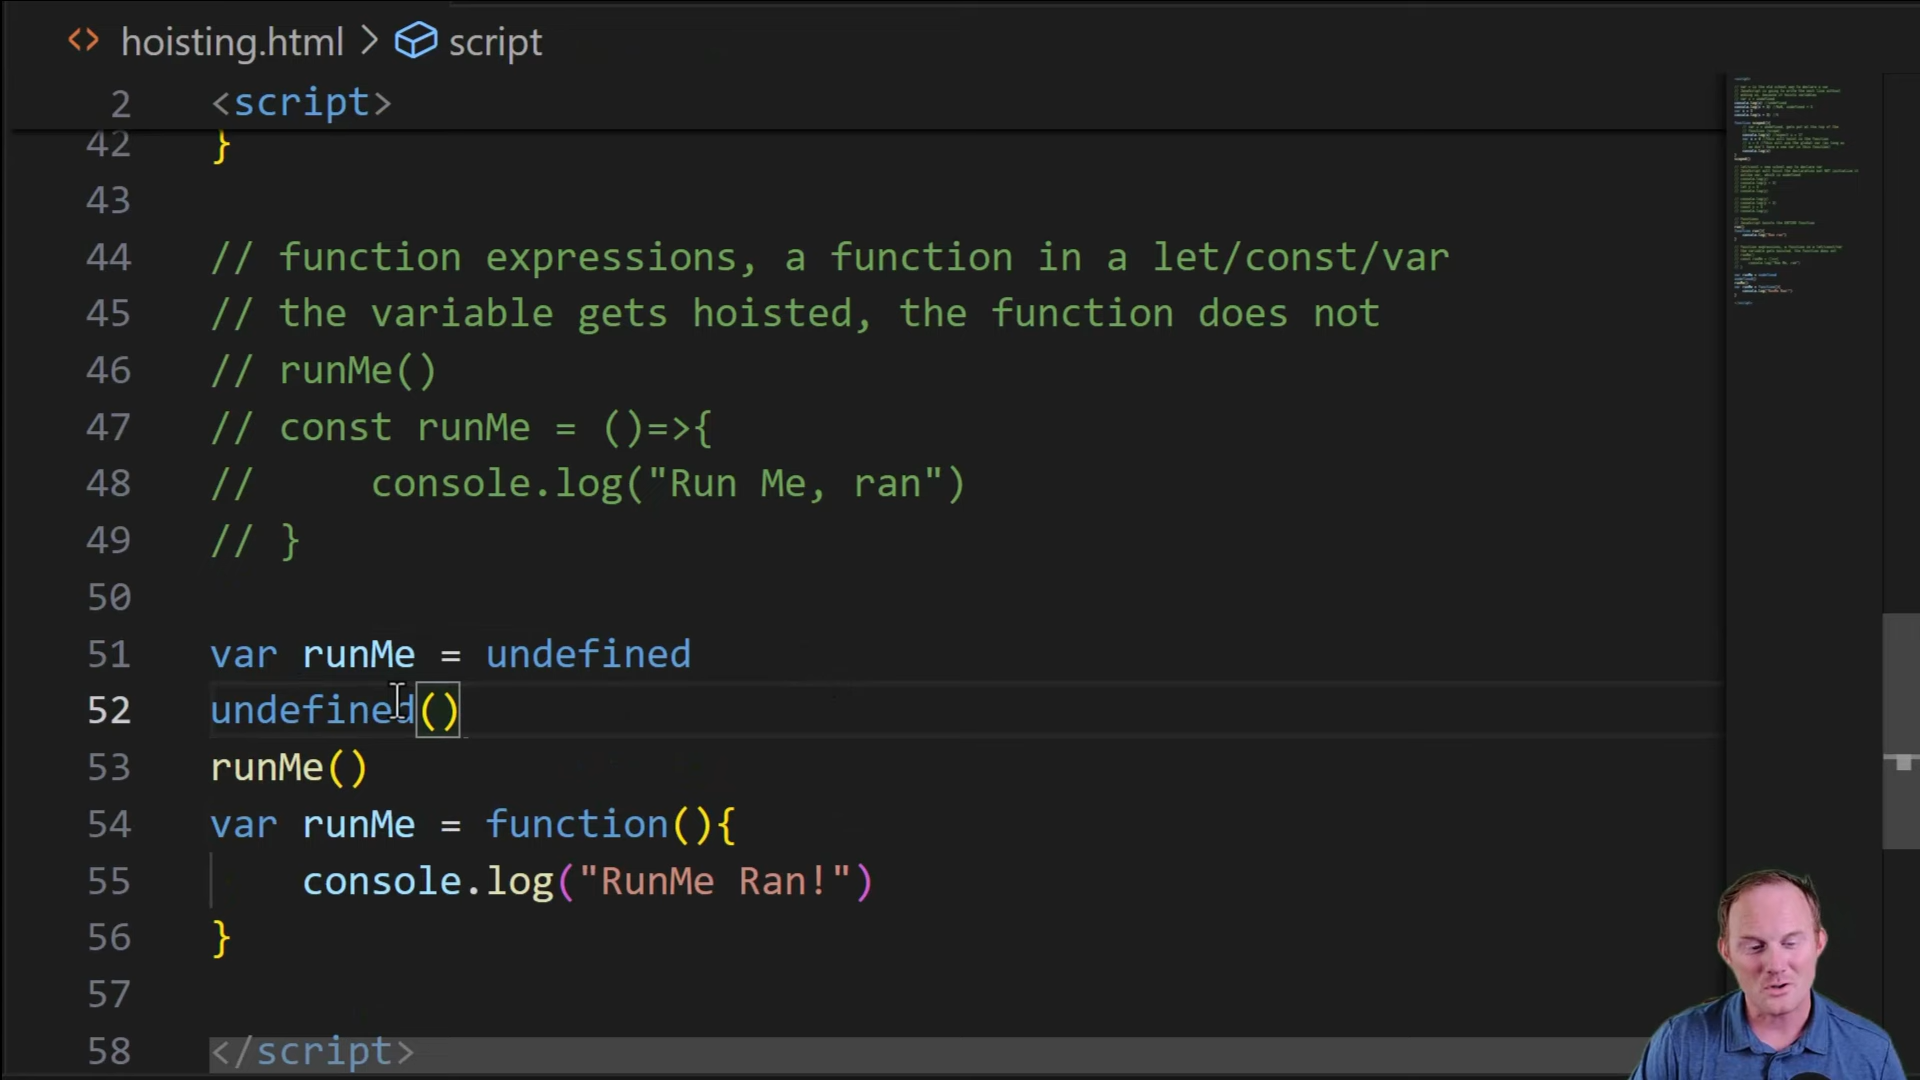 hoisting.html > script
2 <script>
42 }
43
44 // function expressions, a function in a let/const/var
45 // the variable gets hoisted, the function does not
46 // runMe()
47 // const runMe = ()=>{
48 //     console.log("Run Me, ran")
49 // }
50
51 var runMe = undefined
52 undefined()
53 runMe()
54 var runMe = function(){
55     console.log("RunMe Ran!")
56 }
57
58 </script>